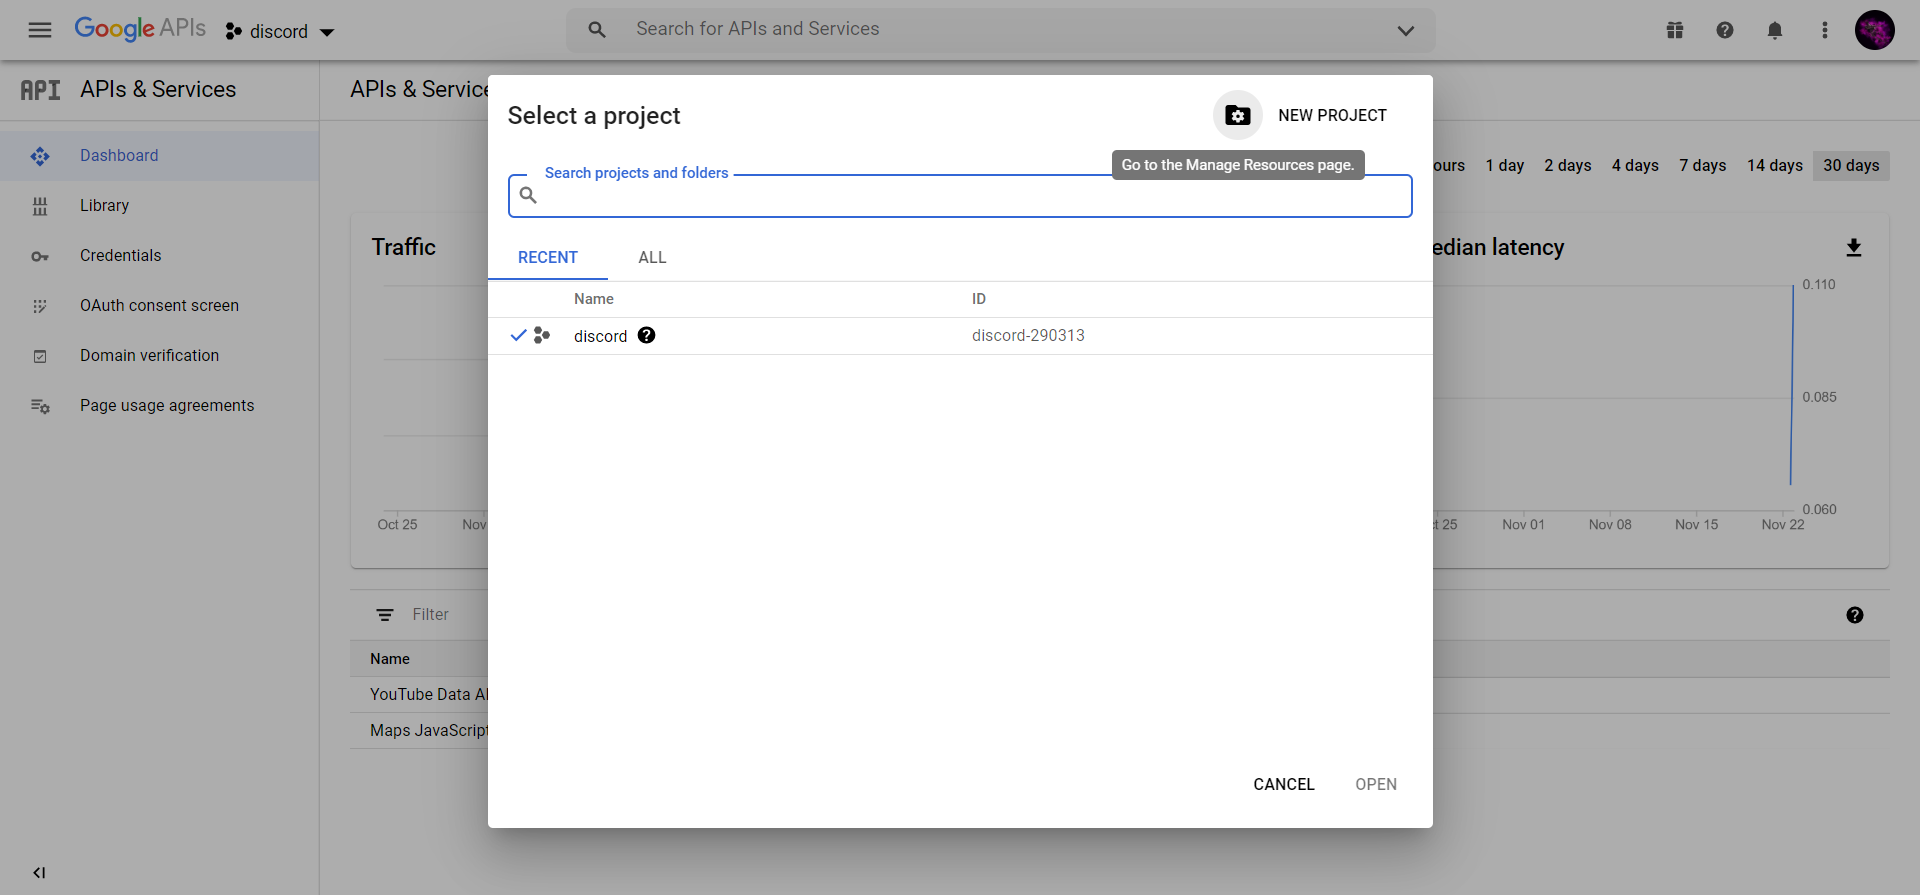 Google APIs
discord
Search for APIs and Services
API APIs & Services
Dashboard
Library
Credentials
OAuth consent screen
Domain verification
Page usage agreements
APIs & Service
Select a project
NEW PROJECT
Go to the Manage Resources page.
Search projects and folders
RECENT ALL
Name ID
discord discord-290313
CANCEL OPEN
ours 1 day 2 days 4 days 7 days 14 days 30 days
Traffic
Oct 25 Nov
edian latency
0.110
0.085
0.060
t 25 Nov 01 Nov 08 Nov 15 Nov 22
Filter
Name
YouTube Data A
Maps JavaScript